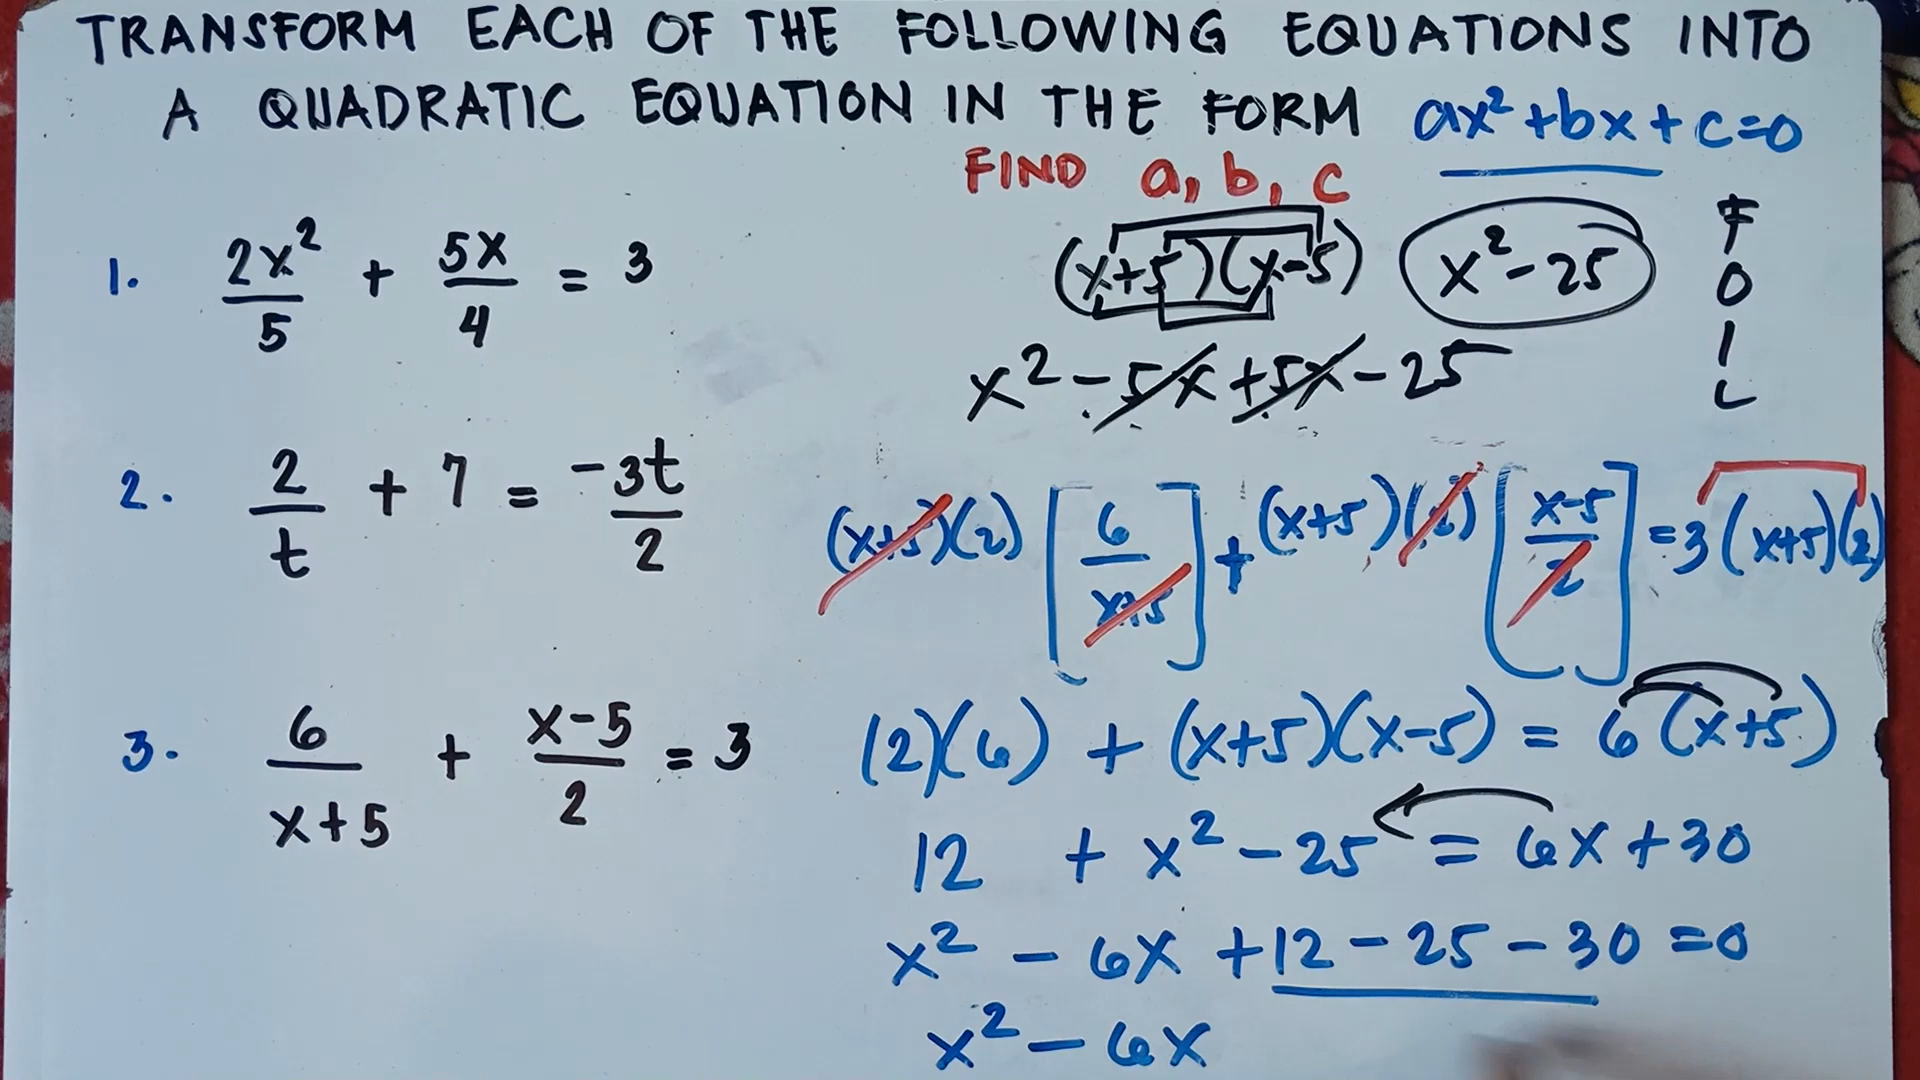 TRANSFORM EACH OF THE FOLLOWING EQUATIONS INTO
A QUADRATIC EQUATION IN THE FORM ax²+bx+c=0
FIND a, b, c
1. 2x²/5 + 5x/4 = 3
(x+5)(x-5) x²-25
F
O
I
L
x²-5x+5x-25
2. 2/t + 7 = -3t/2
(x+5)(2)[6/x+5]+(x+5)(2)[x-5/2]=3(x+5)(2)
3. 6/x+5 + x-5/2 = 3
(2)(6) + (x+5)(x-5) = 6(x+5)
12 + x²-25 = 6x+30
x² - 6x +12-25-30=0
x²-6x